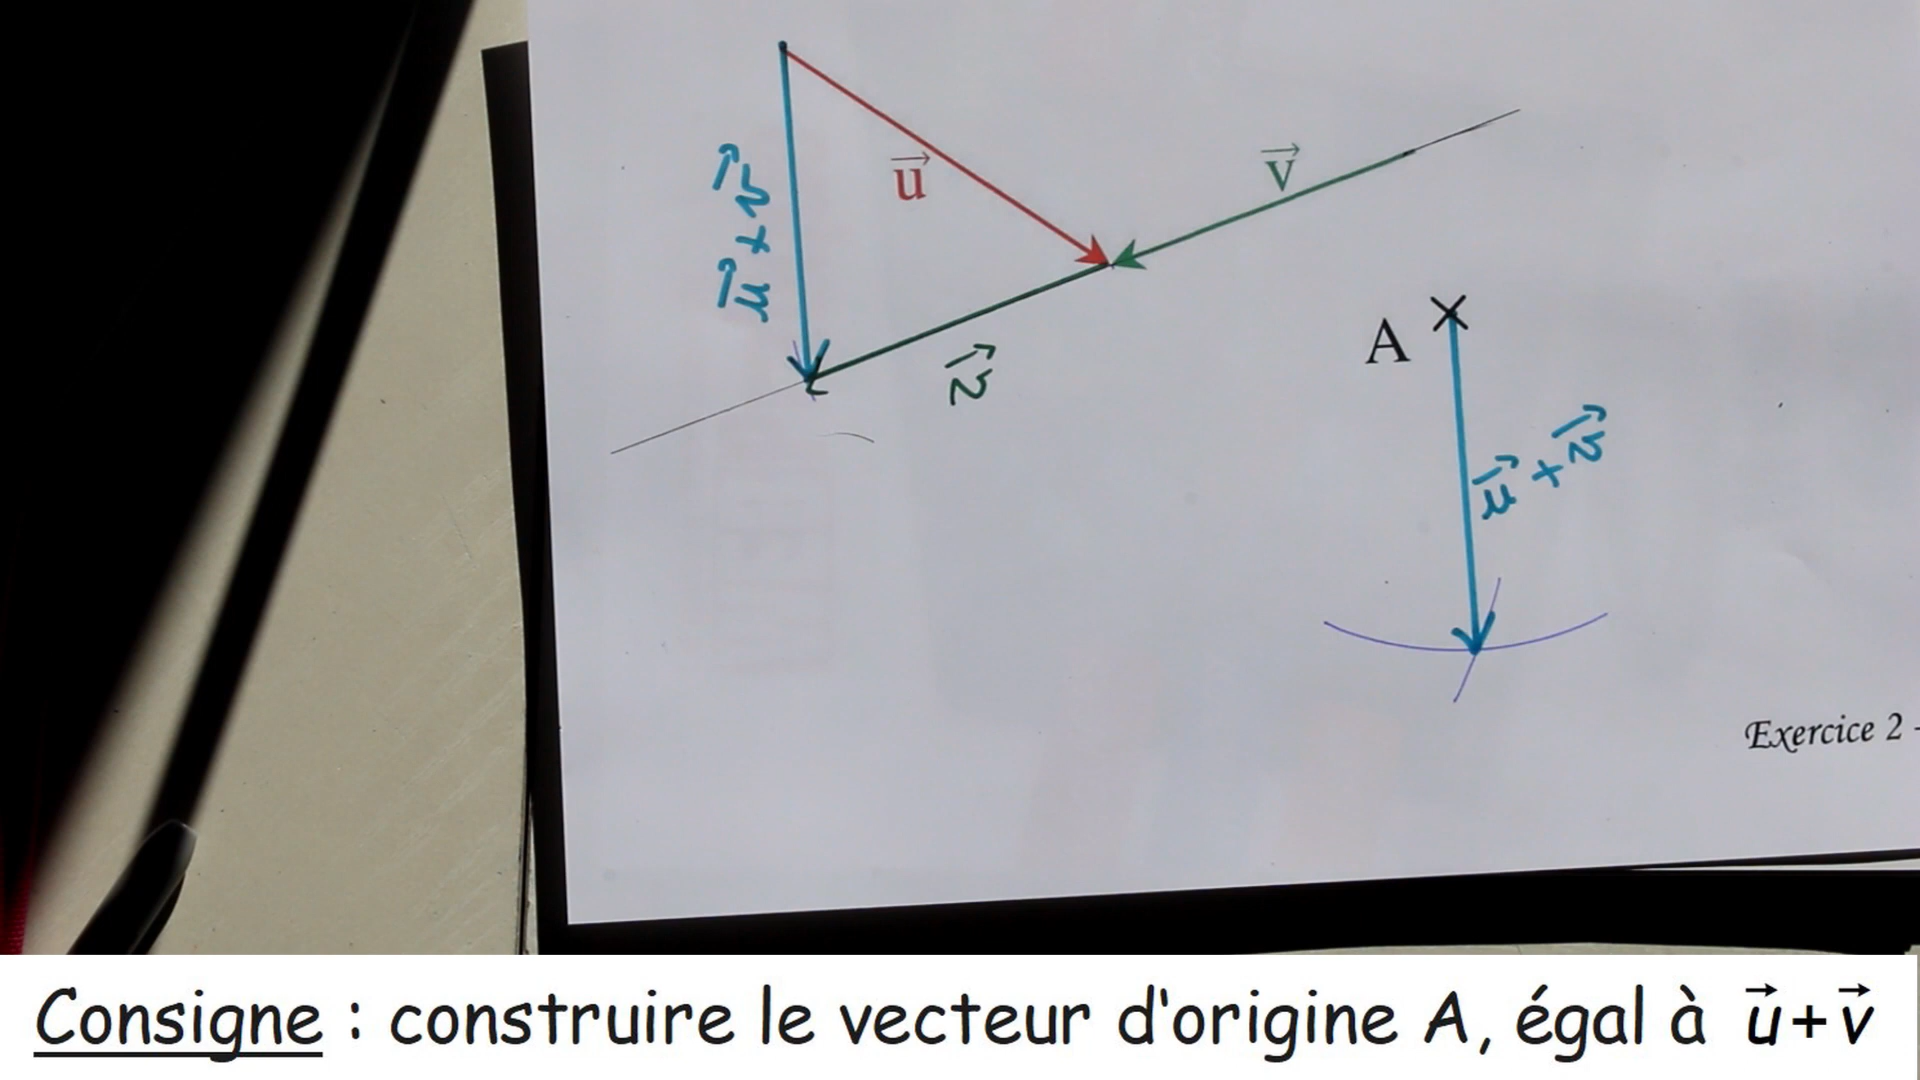 u⃗
v⃗
u⃗ + v⃗
v⃗
A
u⃗ + v⃗
Exercice 2 -
Consigne : construire le vecteur d'origine A, égal à u⃗ + v⃗